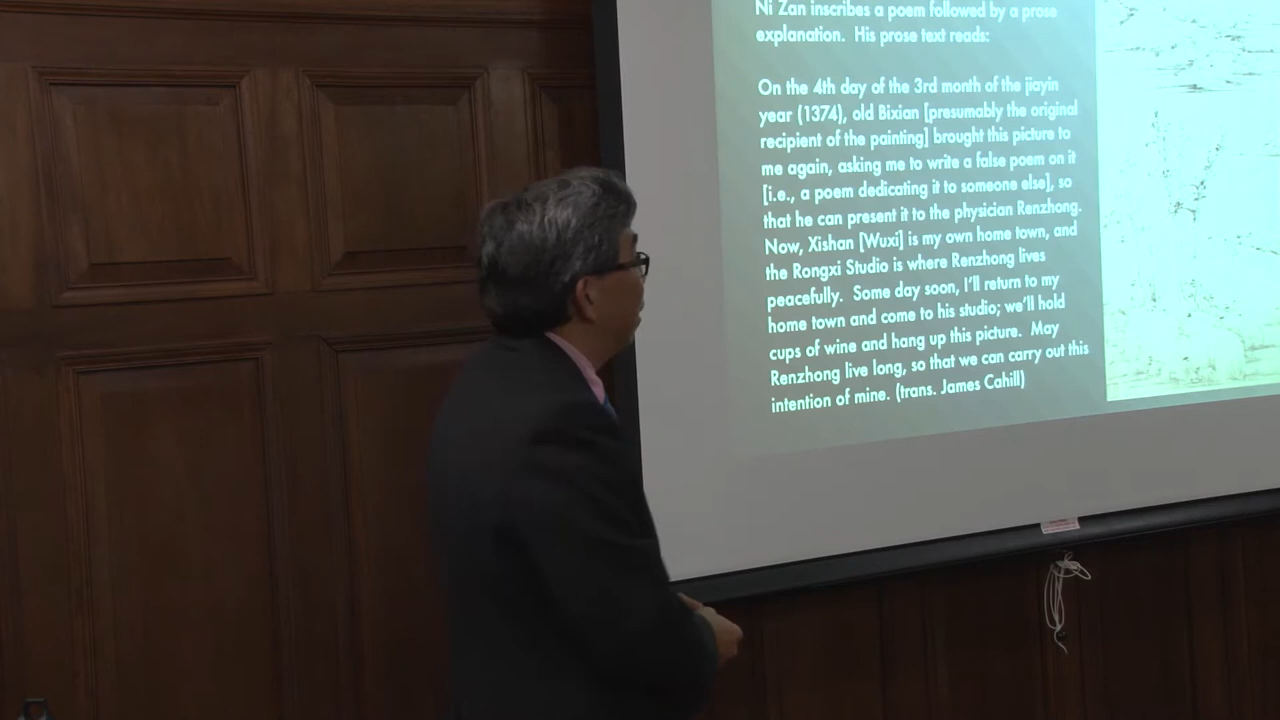 Ni Zan inscribes a poem followed by a prose
explanation. His prose text reads:
On the 4th day of the 3rd month of the jiayin
year (1374), old Bixian [presumably the original
recipient of the painting] brought this picture to
me again, asking me to write a false poem on it
[i.e., a poem dedicating it to someone else], so
that he can present it to the physician Renzhong.
Now, Xishan [Wuxi] is my own home town, and
the Rongxi Studio is where Renzhong lives
peacefully. Some day soon, I'll return to my
home town and come to his studio; we'll hold
cups of wine and hang up this picture. May
Renzhong live long, so that we can carry out this
intention of mine. (trans. James Cahill)